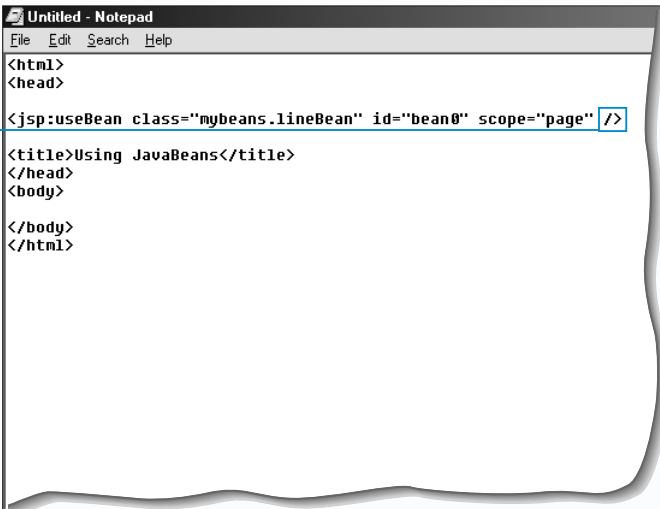 Untitled - Notepad
File Edit Search Help
<html>
<head>
<jsp:useBean class="mybeans.lineBean" id="bean0" scope="page" />
<title>Using JavaBeans</title>
</head>
<body>
</body>
</html>